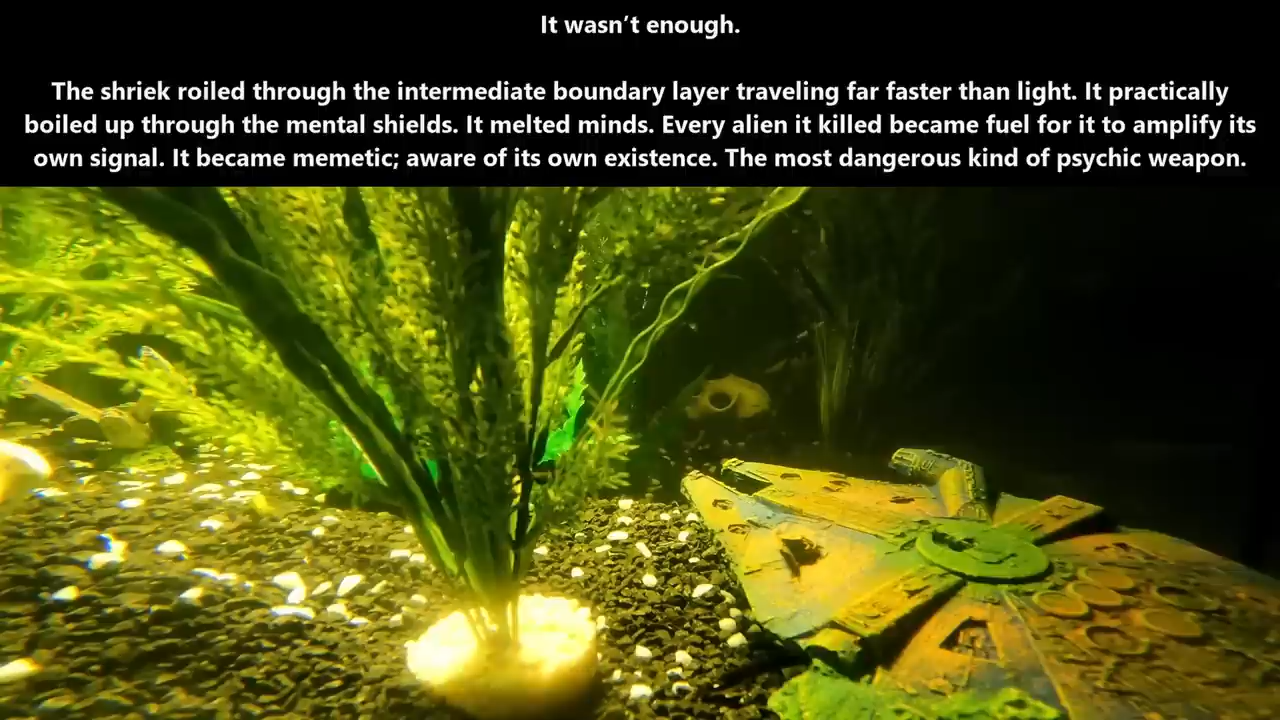 It wasn’t enough.
The shriek roiled through the intermediate boundary layer traveling far faster than light. It practically
boiled up through the mental shields. It melted minds. Every alien it killed became fuel for it to amplify its
own signal. It became memetic; aware of its own existence. The most dangerous kind of psychic weapon.